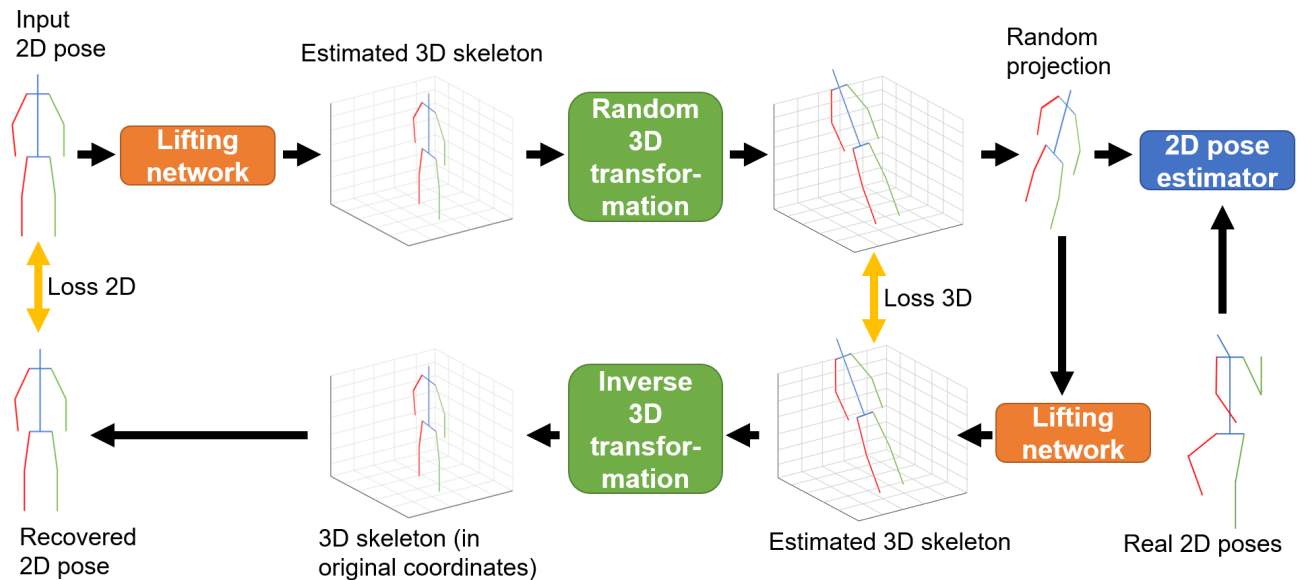 Input
2D pose
Estimated 3D skeleton
Random
projection
Lifting
network
Random
3D
transfor-
mation
2D pose
estimator
Loss 2D
Loss 3D
Inverse
3D
transfor-
mation
Lifting
network
Recovered
2D pose
3D skeleton (in
original coordinates)
Estimated 3D skeleton
Real 2D poses